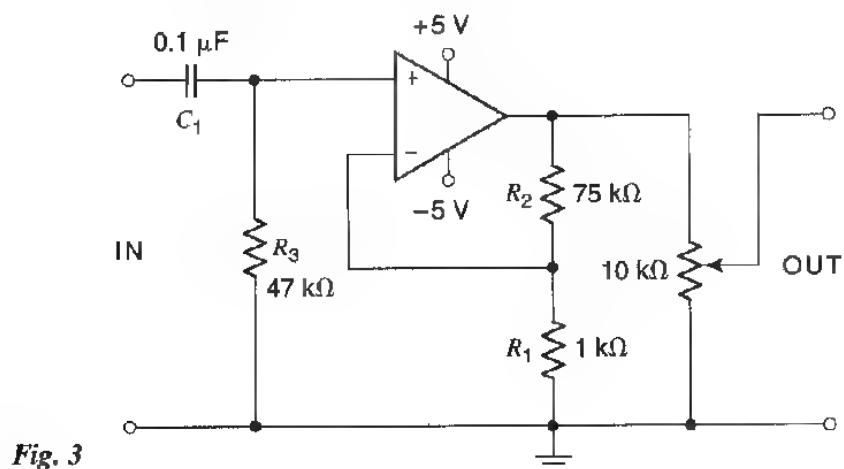 0.1 µF
C1
+5 V
+
−
−5 V
R2 75 kΩ
IN
R3
47 kΩ
10 kΩ
OUT
R1 1 kΩ
Fig. 3